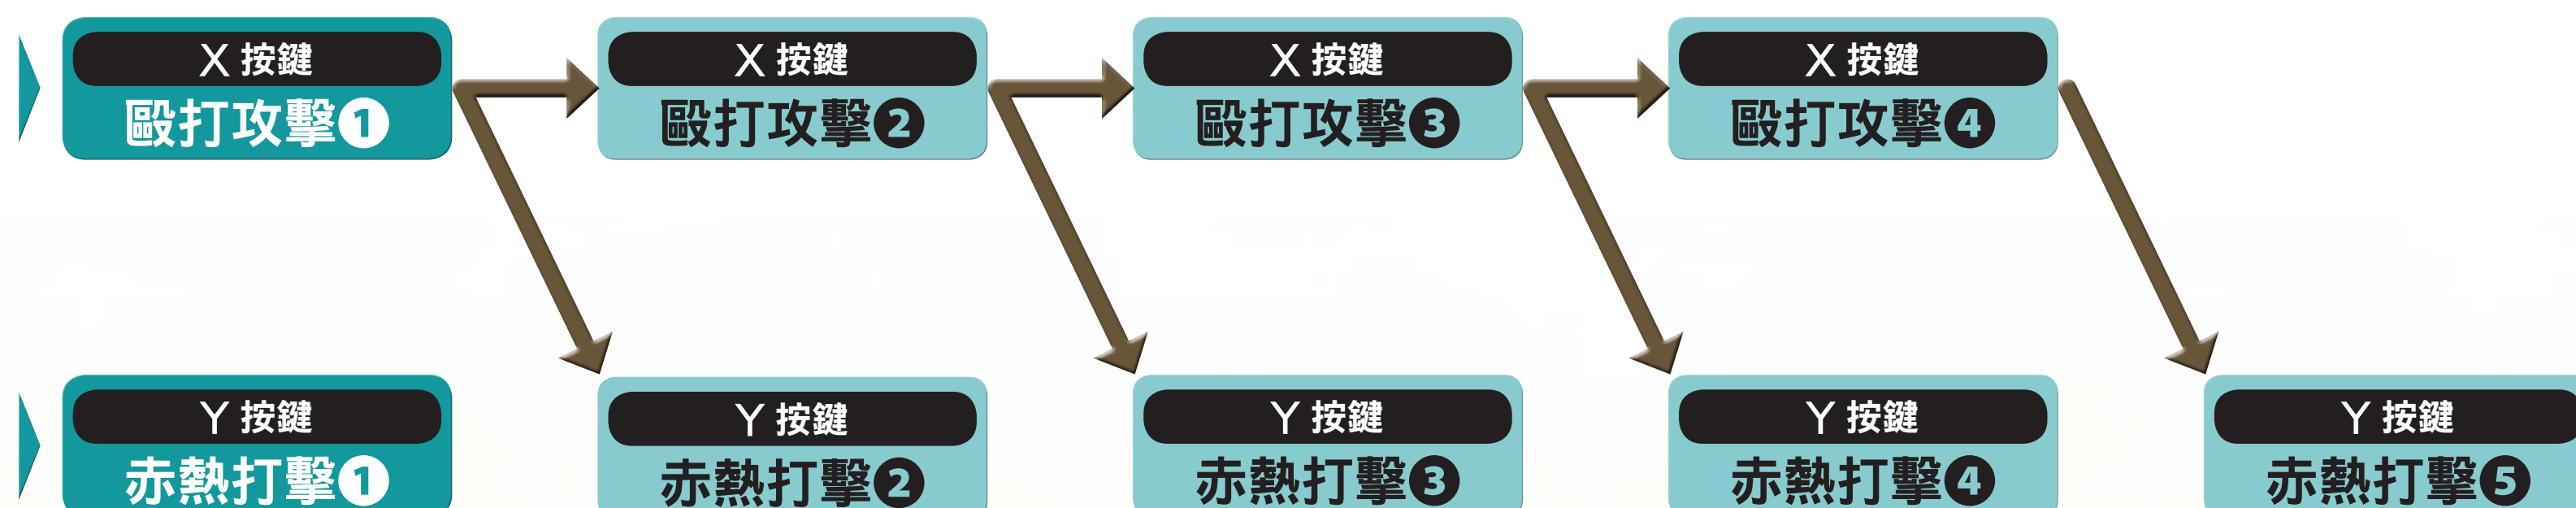 X 按鍵
毆打攻擊❶
X 按鍵
毆打攻擊❷
X 按鍵
毆打攻擊❸
X 按鍵
毆打攻擊❹
Y 按鍵
赤熱打擊❶
Y 按鍵
赤熱打擊❷
Y 按鍵
赤熱打擊❸
Y 按鍵
赤熱打擊❹
Y 按鍵
赤熱打擊❺